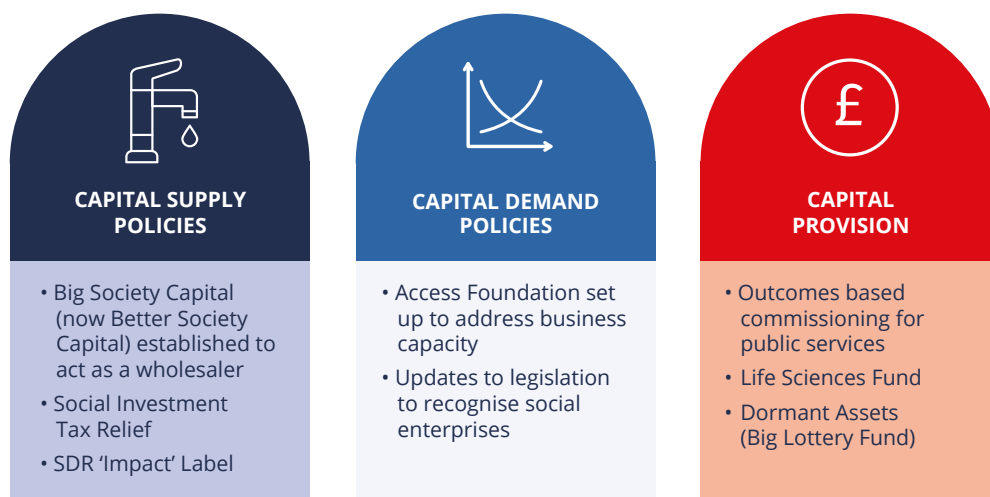 CAPITAL SUPPLY
POLICIES
• Big Society Capital
(now Better Society
Capital) established to
act as a wholesaler
• Social Investment
Tax Relief
• SDR ‘Impact’ Label
CAPITAL DEMAND
POLICIES
• Access Foundation set
up to address business
capacity
• Updates to legislation
to recognise social
enterprises
£
CAPITAL
PROVISION
• Outcomes based
commissioning for
public services
• Life Sciences Fund
• Dormant Assets
(Big Lottery Fund)